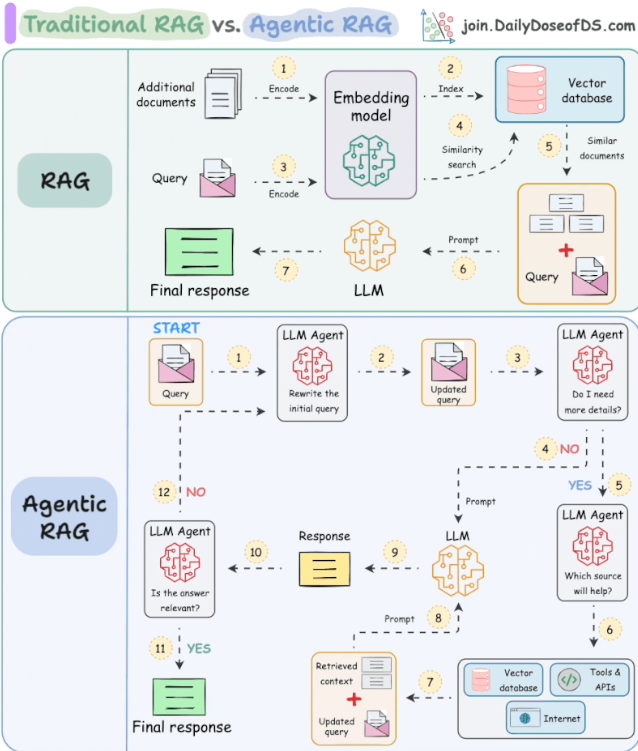 Traditional RAG vs. Agentic RAG
join.DailyDoseofDS.com
RAG
Additional
documents
1
Encode
Embedding
model
2
Index
Vector
database
Query
3
Encode
4
Similarity
search
5
Similar
documents
Query
Prompt
6
LLM
7
Final response
Agentic
RAG
START
Query
1
LLM Agent
Rewrite the
initial query
2
Updated
query
3
LLM Agent
Do I need
more details?
4 NO
Prompt
YES 5
LLM Agent
Which source
will help?
6
Vector
database
Tools &
APIs
Internet
7
Retrieved
context
Updated
query
Prompt 8
LLM
9
Response
10
LLM Agent
Is the answer
relevant?
11 YES
Final response
12 NO